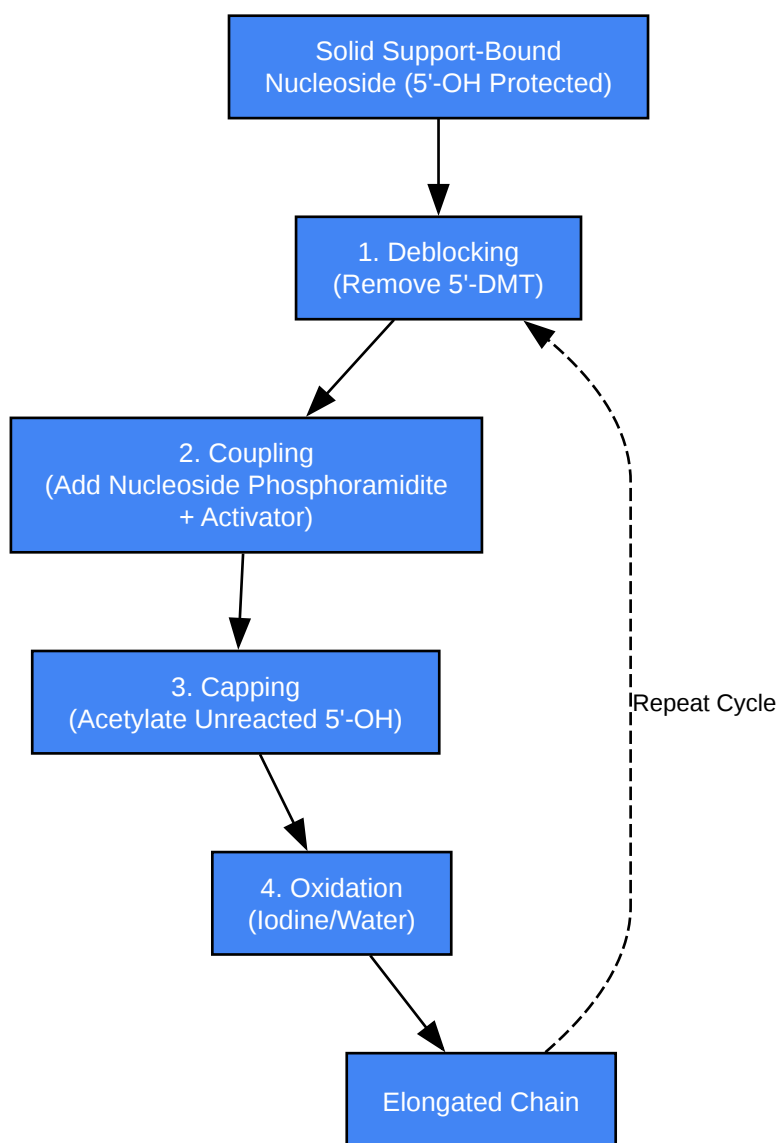 Solid Support-Bound
Nucleoside (5'-OH Protected)
1. Deblocking
(Remove 5'-DMT)
2. Coupling
(Add Nucleoside Phosphoramidite
+ Activator)
3. Capping
(Acetylate Unreacted 5'-OH)
Repeat Cycle
4. Oxidation
(Iodine/Water)
Elongated Chain